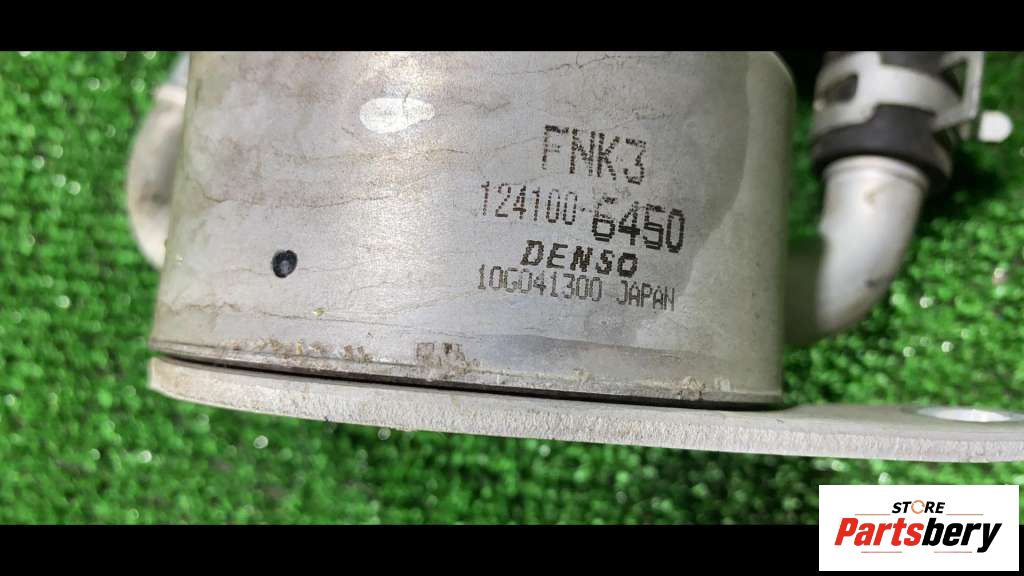 FNK3
124100-6450
DENSO
10G041300 JAPAN
STORE
Partsbery